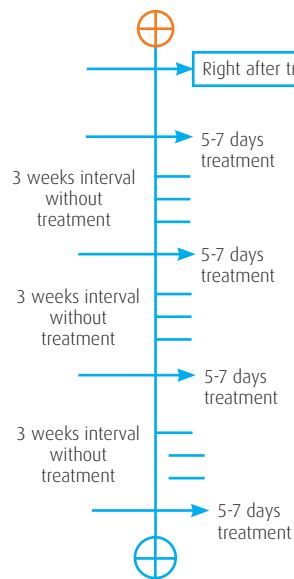 Right after
5-7 days
treatment
3 weeks interval
without
treatment
5-7 days
treatment
3 weeks interval
without
treatment
5-7 days
treatment
3 weeks interval
without
treatment
5-7 days
treatment